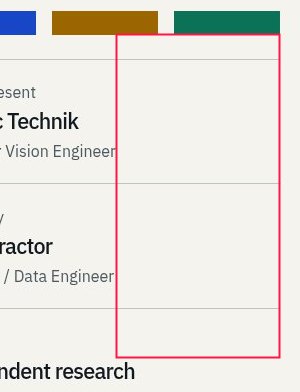 esent
c Technik
r Vision Engineer
y
ractor
/ Data Engineer
ndent research